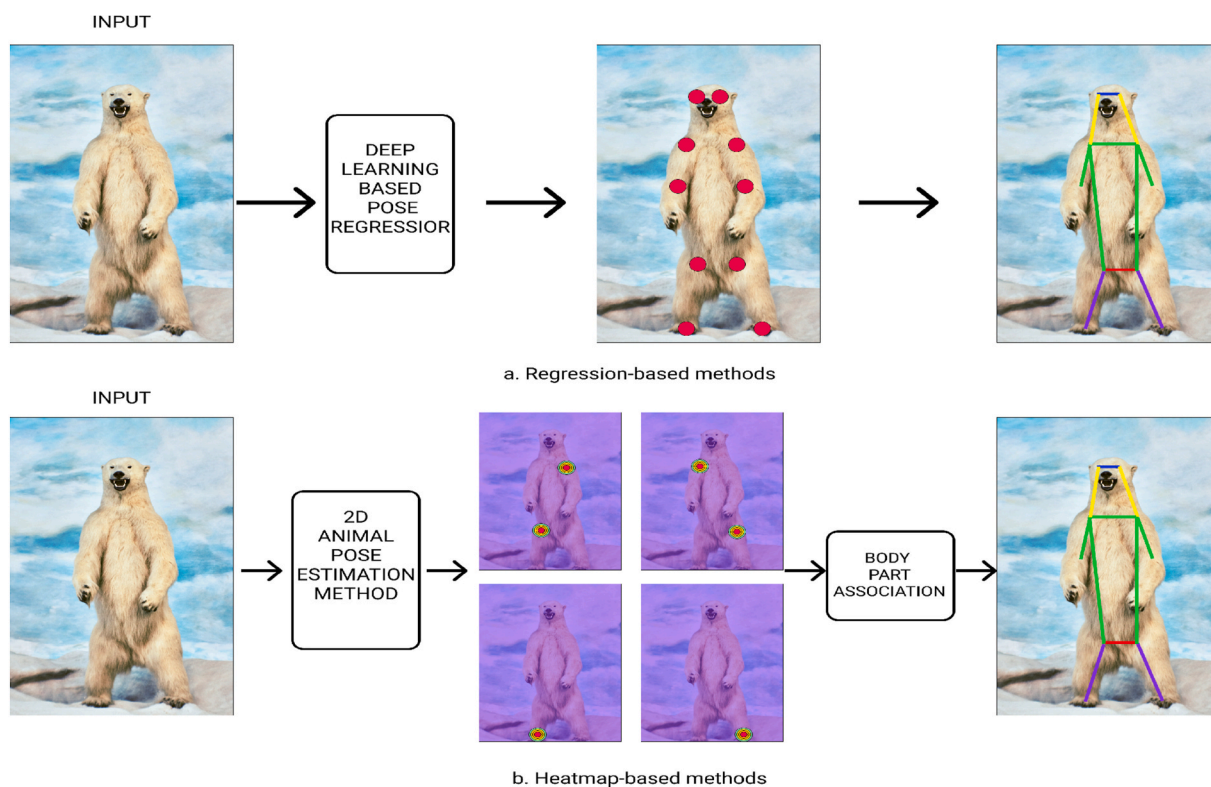 INPUT
DEEP
LEARNING
BASED
POSE
REGRESSIOR
a. Regression-based methods
INPUT
2D
ANIMAL
POSE
ESTIMATION
METHOD
BODY
PART
ASSOCIATION
b. Heatmap-based methods